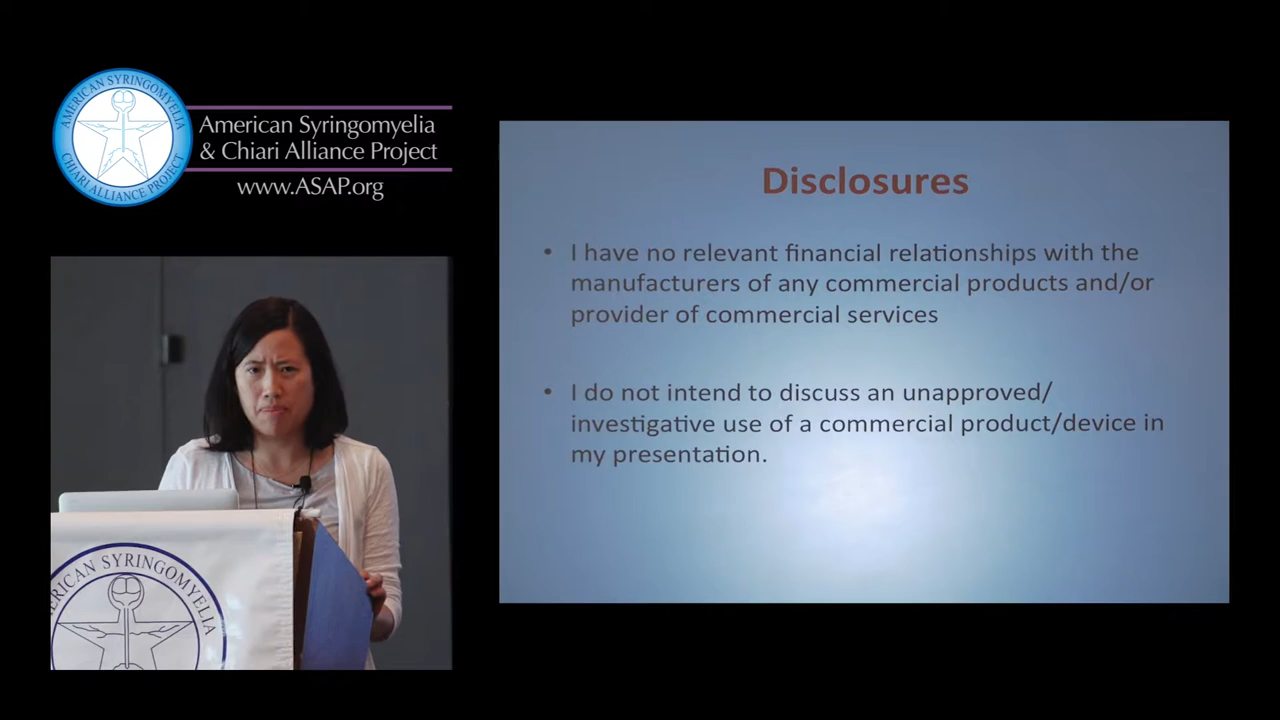 AMERICAN SYRINGOMYELIA
CHIARI ALLIANCE PROJECT
American Syringomyelia
& Chiari Alliance Project
www.ASAP.org
Disclosures
• I have no relevant financial relationships with the
manufacturers of any commercial products and/or
provider of commercial services
• I do not intend to discuss an unapproved/
investigative use of a commercial product/device in
my presentation.
AMERICAN SYRINGOMYELIA